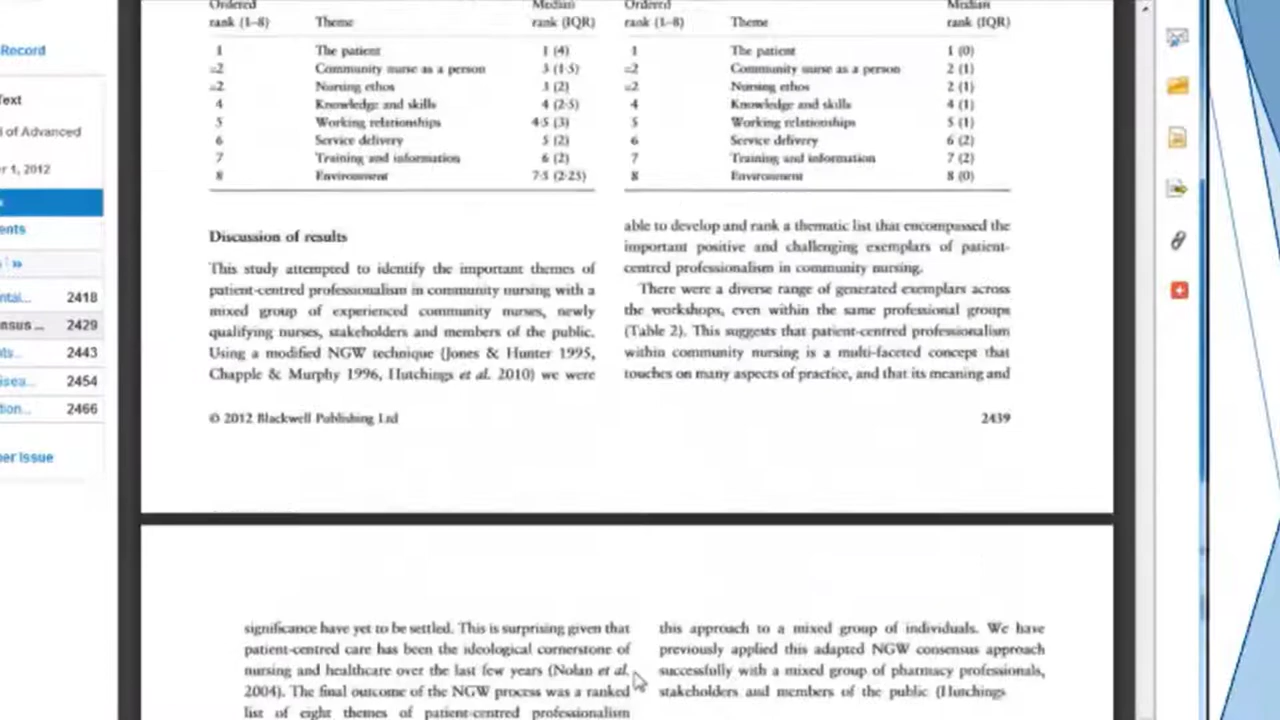 Record
Text
l of Advanced
r 1, 2012
ents
»
ntal... 2418
nsus ... 2429
nts... 2443
isea... 2454
tion... 2466
er Issue
Ordered Median Ordered Median
rank (1–8) Theme rank (IQR) rank (1–8) Theme rank (IQR)
1 The patient 1 (4) 1 The patient 1 (0)
=2 Community nurse as a person 3 (1·5) =2 Community nurse as a person 2 (1)
=2 Nursing ethos 3 (2) =2 Nursing ethos 2 (1)
4 Knowledge and skills 4 (2·5) 4 Knowledge and skills 4 (1)
5 Working relationships 4·5 (3) 5 Working relationships 5 (1)
6 Service delivery 5 (2) 6 Service delivery 6 (2)
7 Training and information 6 (2) 7 Training and information 7 (2)
8 Environment 7·5 (2·25) 8 Environment 8 (0)
Discussion of results
This study attempted to identify the important themes of
patient-centred professionalism in community nursing with a
mixed group of experienced community nurses, newly
qualifying nurses, stakeholders and members of the public.
Using a modified NGW technique (Jones & Hunter 1995,
Chapple & Murphy 1996, Hutchings et al. 2010) we were
able to develop and rank a thematic list that encompassed the
important positive and challenging exemplars of patient-
centred professionalism in community nursing.
There were a diverse range of generated exemplars across
the workshops, even within the same professional groups
(Table 2). This suggests that patient-centred professionalism
within community nursing is a multi-faceted concept that
touches on many aspects of practice, and that its meaning and
© 2012 Blackwell Publishing Ltd 2439
significance have yet to be settled. This is surprising given that
patient-centred care has been the ideological cornerstone of
nursing and healthcare over the last few years (Nolan et al.
2004). The final outcome of the NGW process was a ranked
list of eight themes of patient-centred professionalism
this approach to a mixed group of individuals. We have
previously applied this adapted NGW consensus approach
successfully with a mixed group of pharmacy professionals,
stakeholders and members of the public (Hutchings